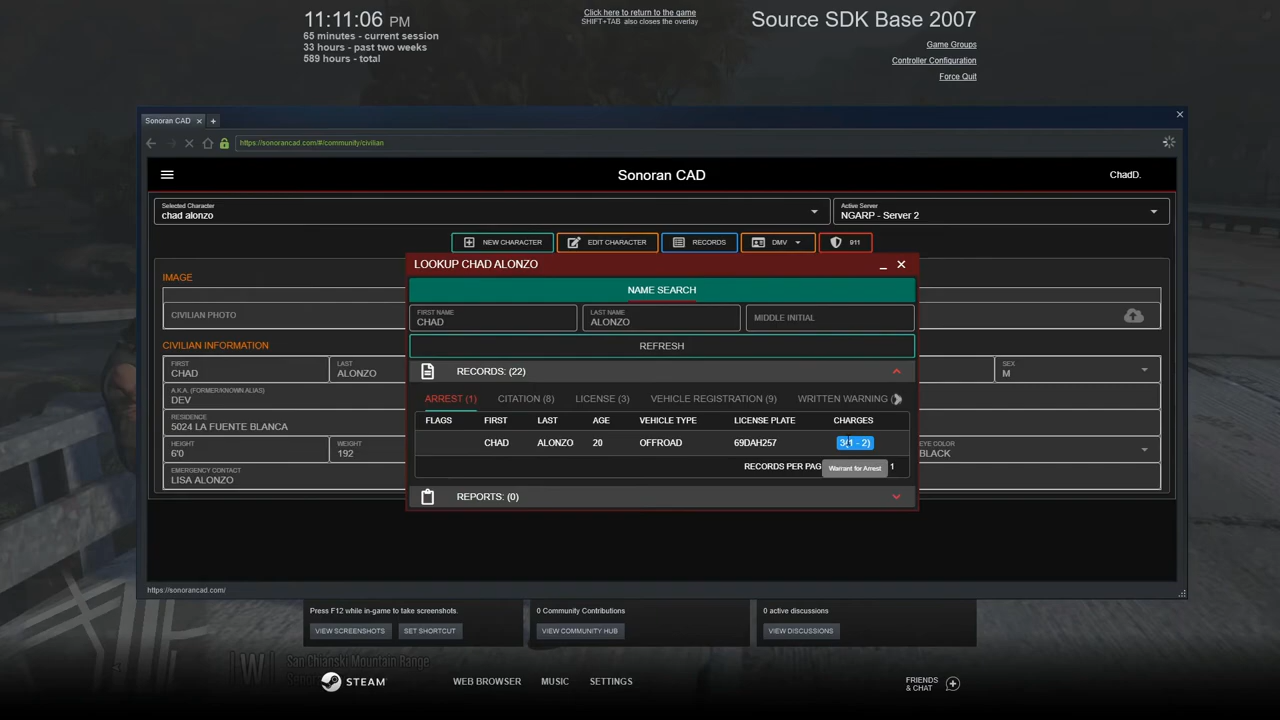 11:11:06 PM
65 minutes - current session
33 hours - past two weeks
589 hours - total
Click here to return to the game
SHIFT+TAB also closes the overlay
Source SDK Base 2007
Game Groups
Controller Configuration
Force Quit
Sonoran CAD
https://sonorancad.com/#/community/civilian
Sonoran CAD
ChadD.
Selected Character
chad alonzo
Active Server
NGARP - Server 2
NEW CHARACTER
EDIT CHARACTER
RECORDS
DMV
911
LOOKUP CHAD ALONZO
NAME SEARCH
FIRST NAME
CHAD
LAST NAME
ALONZO
MIDDLE INITIAL
REFRESH
RECORDS: (22)
ARREST (1) CITATION (8) LICENSE (3) VEHICLE REGISTRATION (9) WRITTEN WARNING (
FLAGS FIRST LAST AGE VEHICLE TYPE LICENSE PLATE CHARGES
CHAD ALONZO 20 OFFROAD 69DAH257
RECORDS PER PAG 1
Warrant for Arrest
REPORTS: (0)
IMAGE
CIVILIAN PHOTO
CIVILIAN INFORMATION
FIRST
CHAD
LAST
ALONZO
SEX
M
A.K.A. (FORMER/KNOWN ALIAS)
DEV
RESIDENCE
5024 LA FUENTE BLANCA
HEIGHT
6'0
WEIGHT
192
EYE COLOR
BLACK
EMERGENCY CONTACT
LISA ALONZO
https://sonorancad.com/
Press F12 while in-game to take screenshots.
VIEW SCREENSHOTS
SET SHORTCUT
0 Community Contributions
VIEW COMMUNITY HUB
0 active discussions
VIEW DISCUSSIONS
[W]
San Chianski Mountain Range
STEAM
WEB BROWSER
MUSIC
SETTINGS
FRIENDS
& CHAT